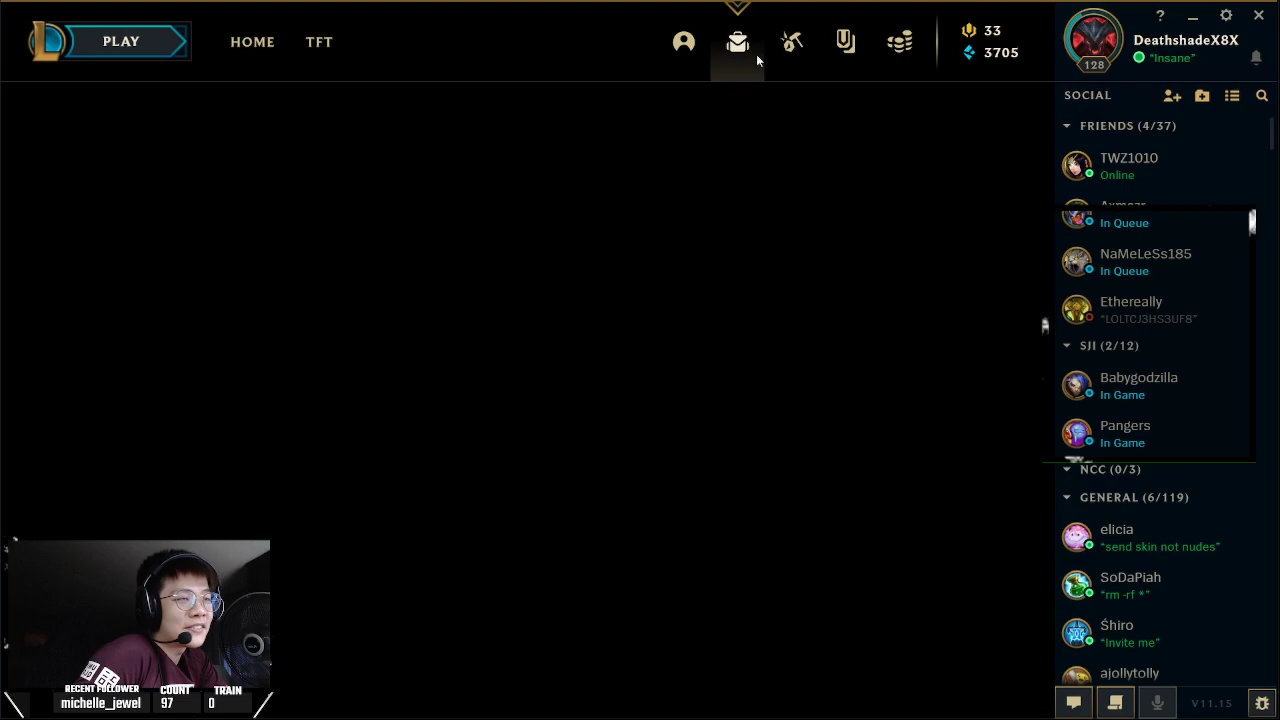 PLAY
HOME
TFT
33
3705
128
DeathshadeX8X
"Insane"
SOCIAL
FRIENDS (4/37)
TWZ1010
Online
In Queue
NaMeLeSs185
In Queue
Ethereally
"LOLTCJ3HS3UF8"
SJI (2/12)
Babygodzilla
In Game
Pangers
In Game
NCC (0/3)
GENERAL (6/119)
elicia
"send skin not nudes"
SoDaPiah
"rm -rf *"
Shiro
"Invite me"
ajollytolly
V11.15
RECENT FOLLOWER
michelle_jewel
COUNT
97
TRAIN
0